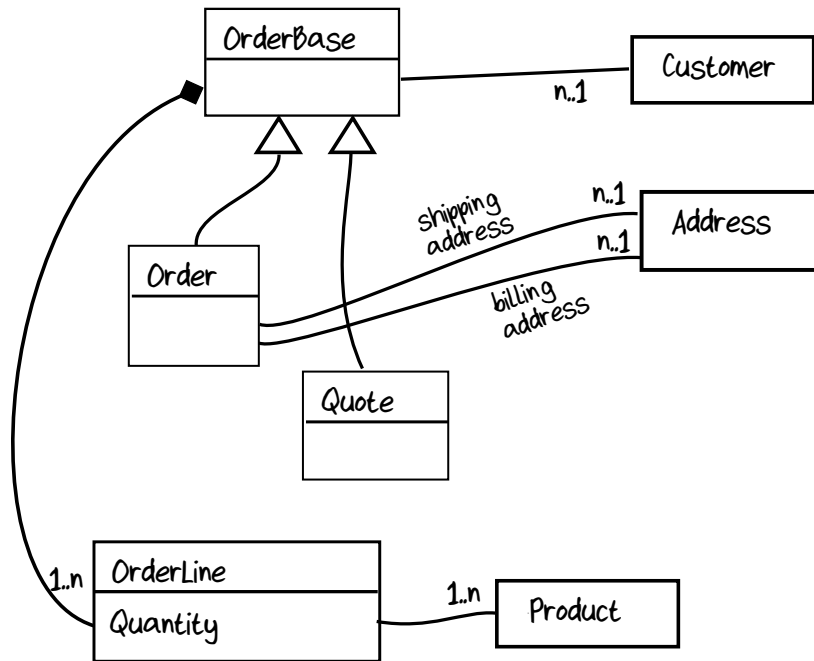 OrderBase
Customer
n..1
shipping
address
n..1
Address
n..1
Order
billing
address
Quote
1..n
OrderLine
Quantity
1..n
Product